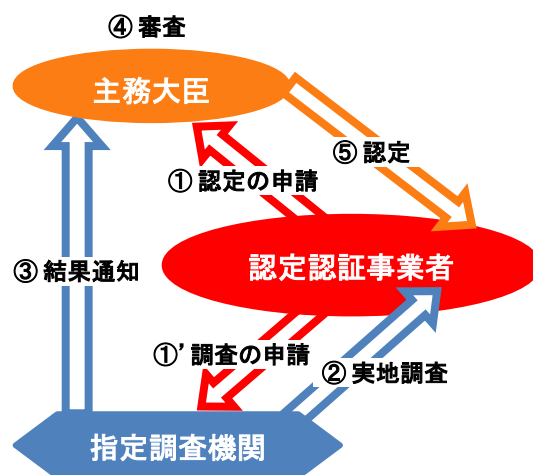 ④ 審査
主務大臣
⑤ 認定
① 認定の申請
認定認証事業者
③ 結果通知
①’ 調査の申請
② 実地調査
指定調査機関